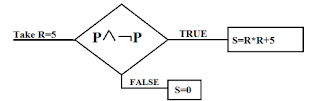 Take R=5
P∧¬P
TRUE
S=R*R+5
FALSE
S=0